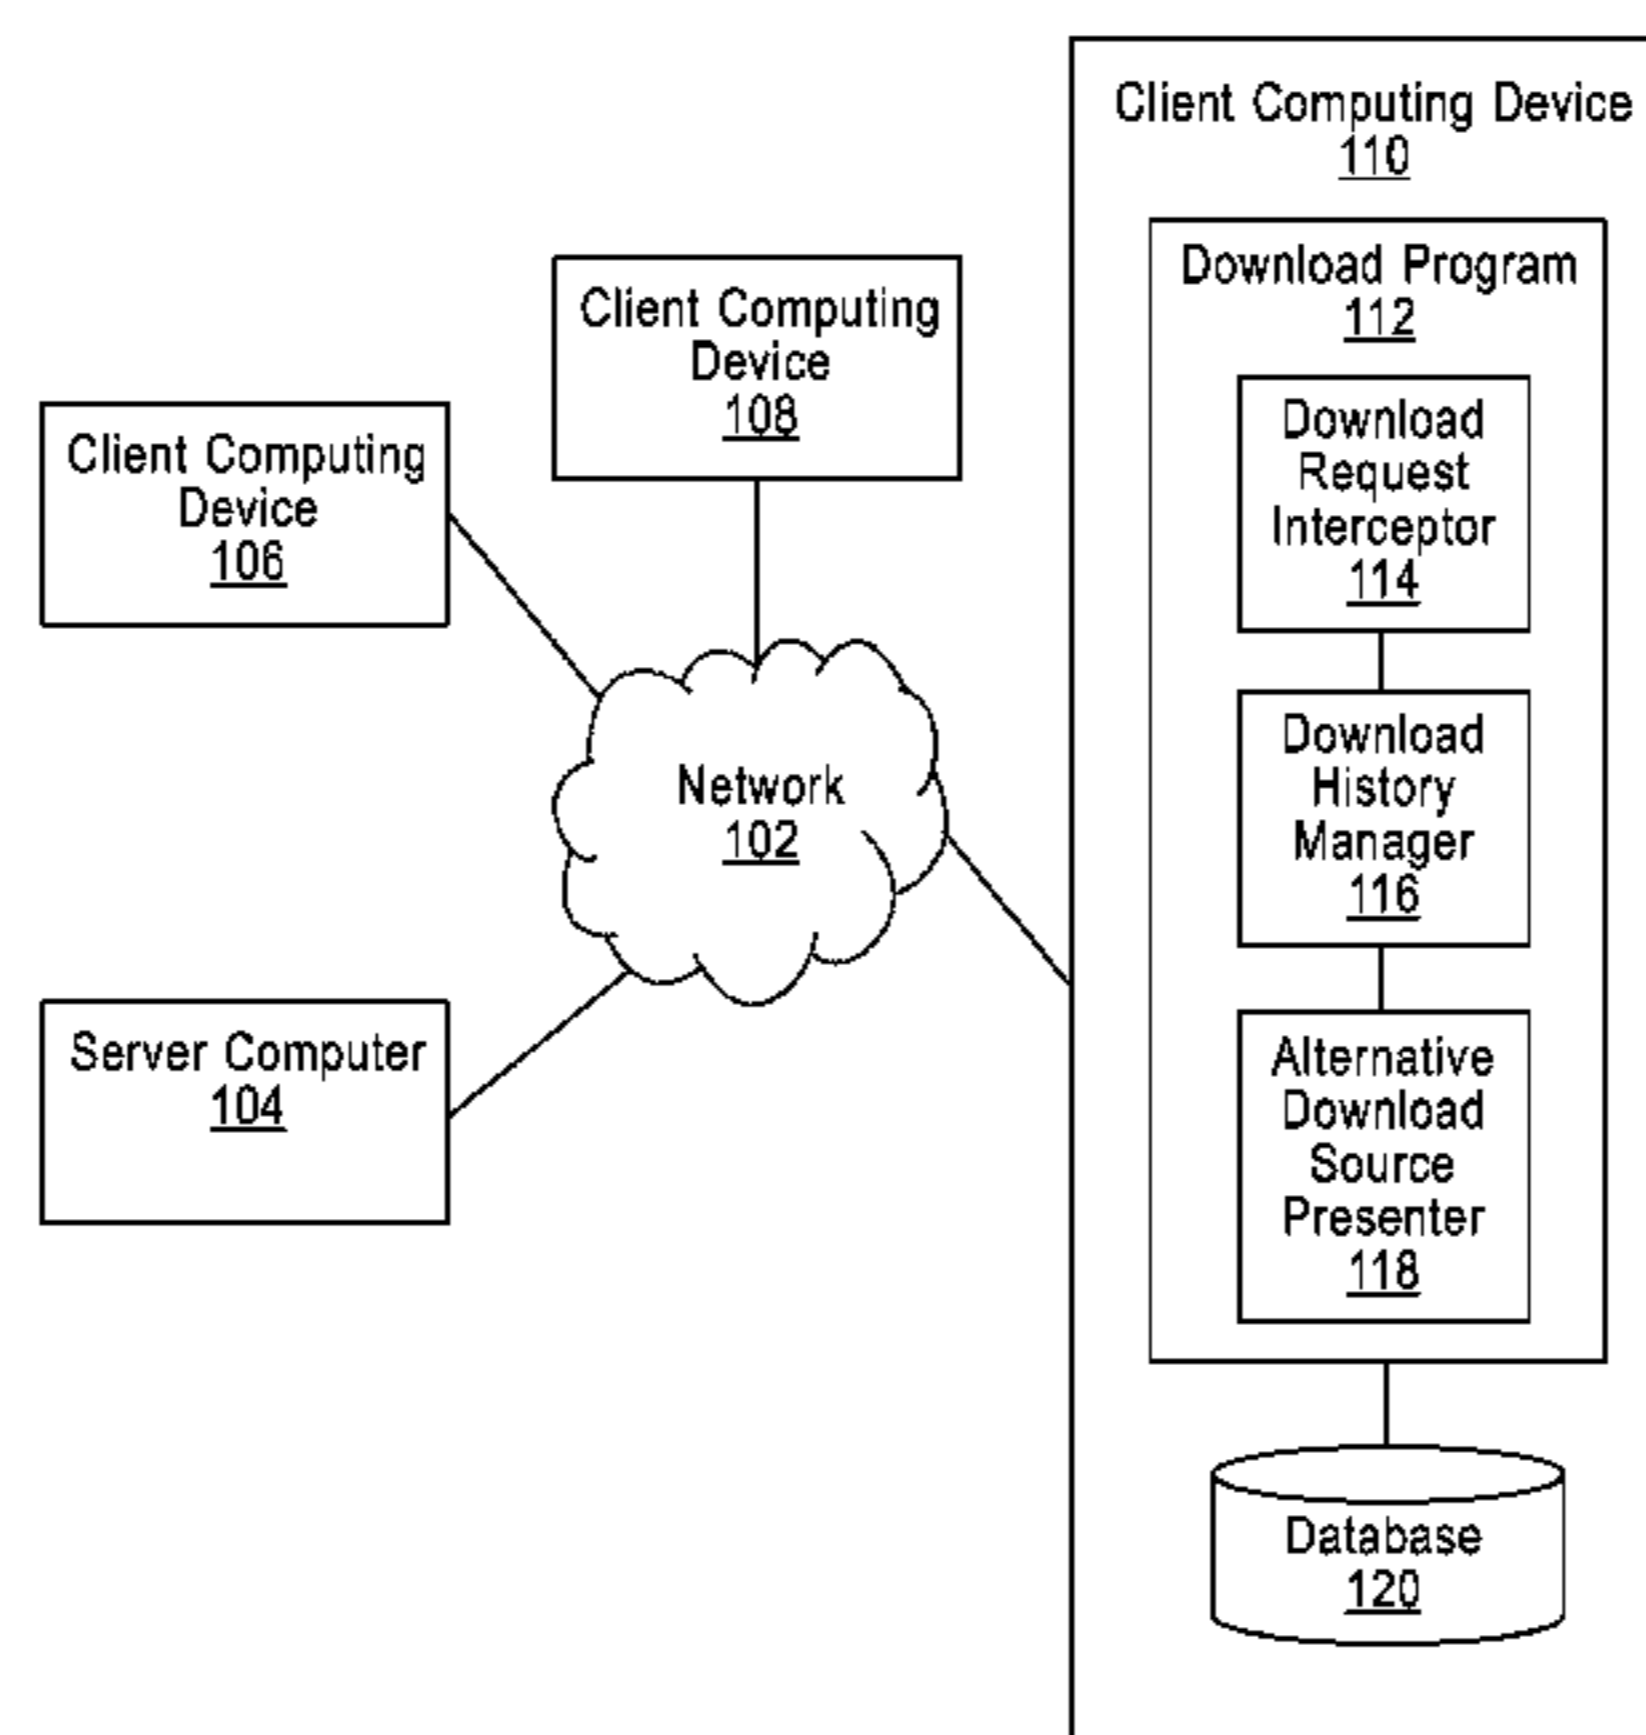 Client Computing Device
110
Download Program
112
Download
Request
Interceptor
114
Download
History
Manager
116
Alternative
Download
Source
Presenter
118
Database
120
Client Computing
Device
108
Client Computing
Device
106
Network
102
Server Computer
104